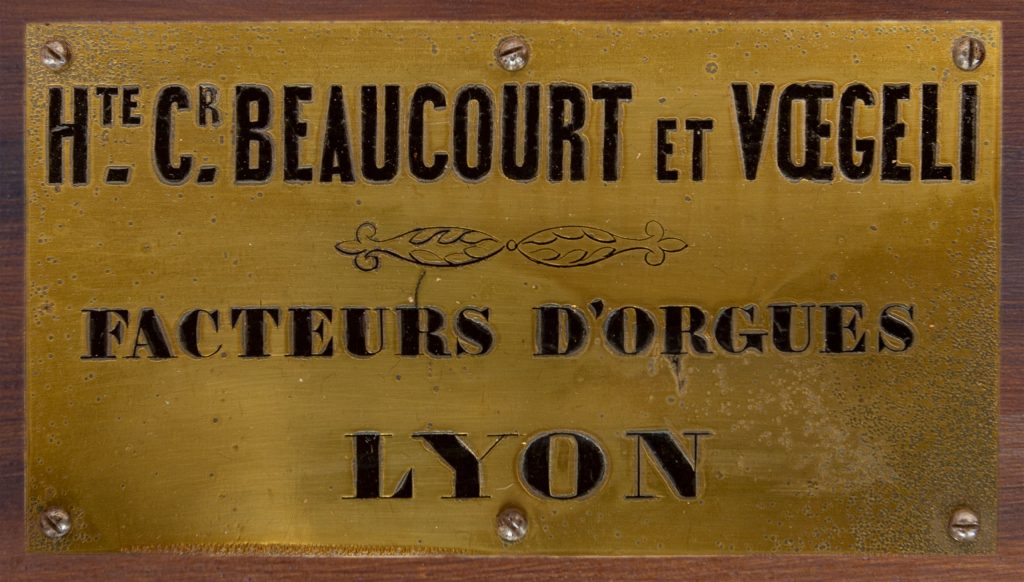 HTE CR. BEAUCOURT ET VŒGELI
FACTEURS D'ORGUES
LYON